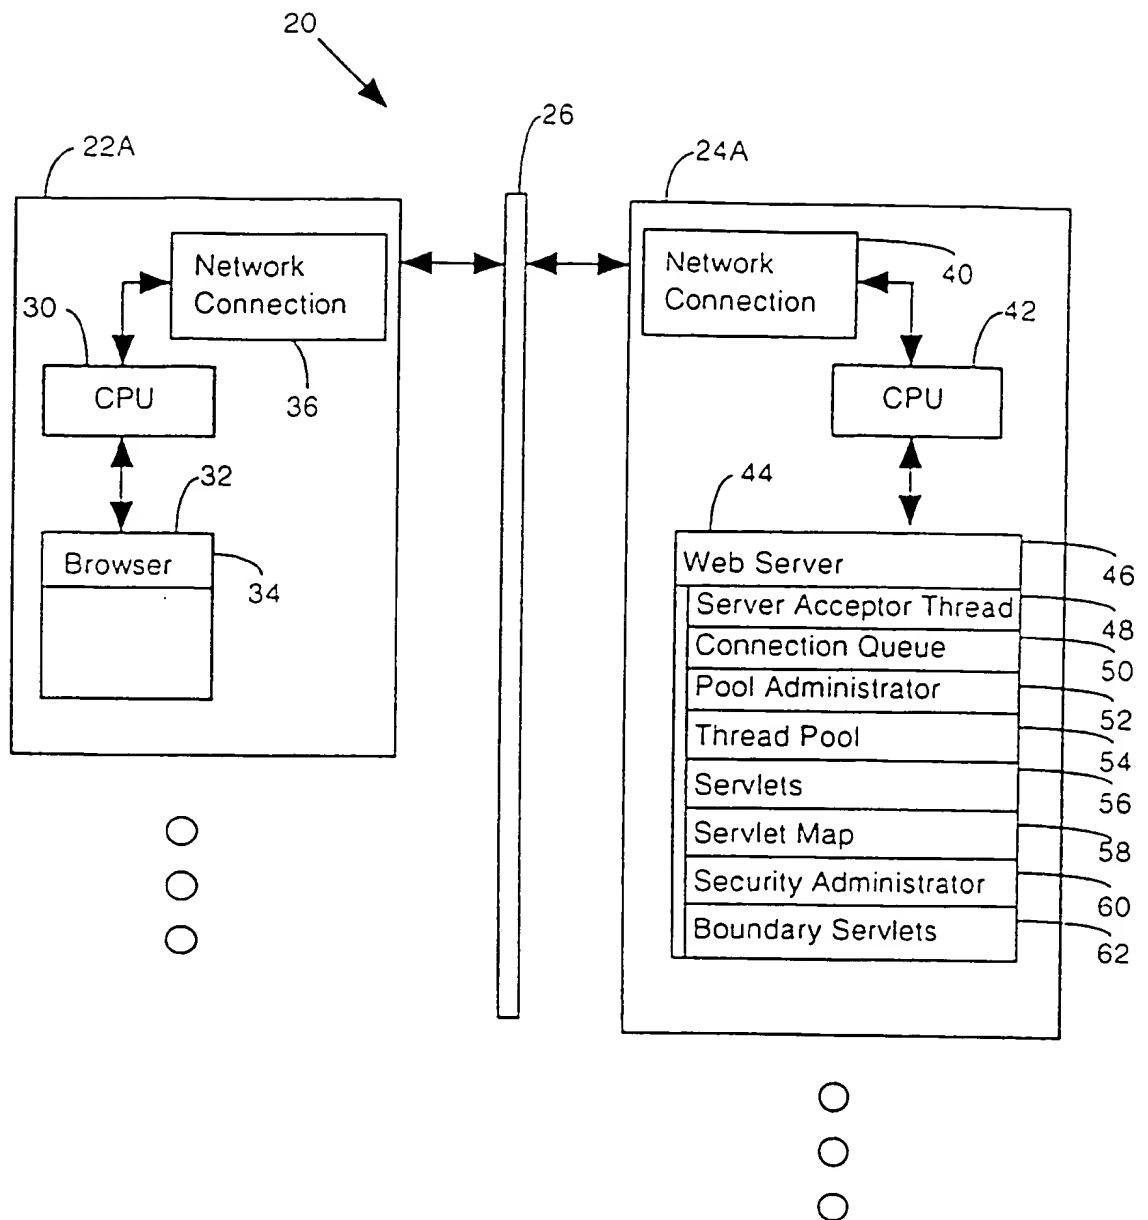 20
26
22A
24A
Network
Connection
30
36
CPU
32
Browser
34
Network
Connection
40
42
CPU
44
Web Server
46
Server Acceptor Thread
48
Connection Queue
50
Pool Administrator
52
Thread Pool
54
Servlets
56
Servlet Map
58
Security Administrator
60
Boundary Servlets
62